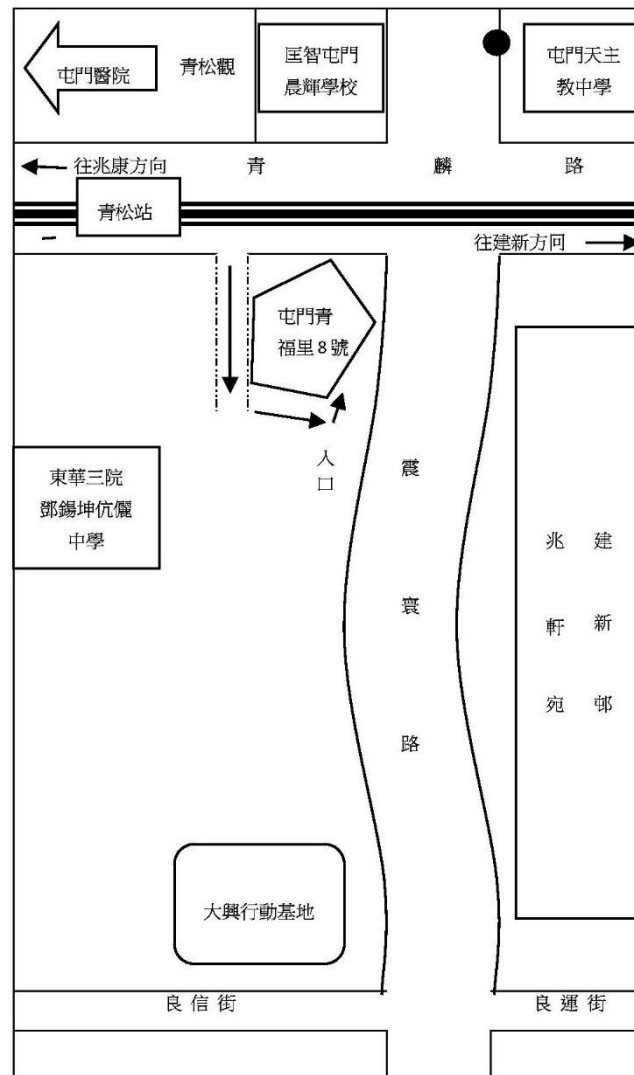 屯門醫院
青松觀
匡智屯門
晨輝學校
屯門天主
教中學
往兆康方向
青麟路
青松站
往建新方向
屯門青
福里8號
入口
東華三院
鄧錫坤伉儷
中學
震寰路
兆軒宛
建新邨
大興行動基地
良信街
良運街